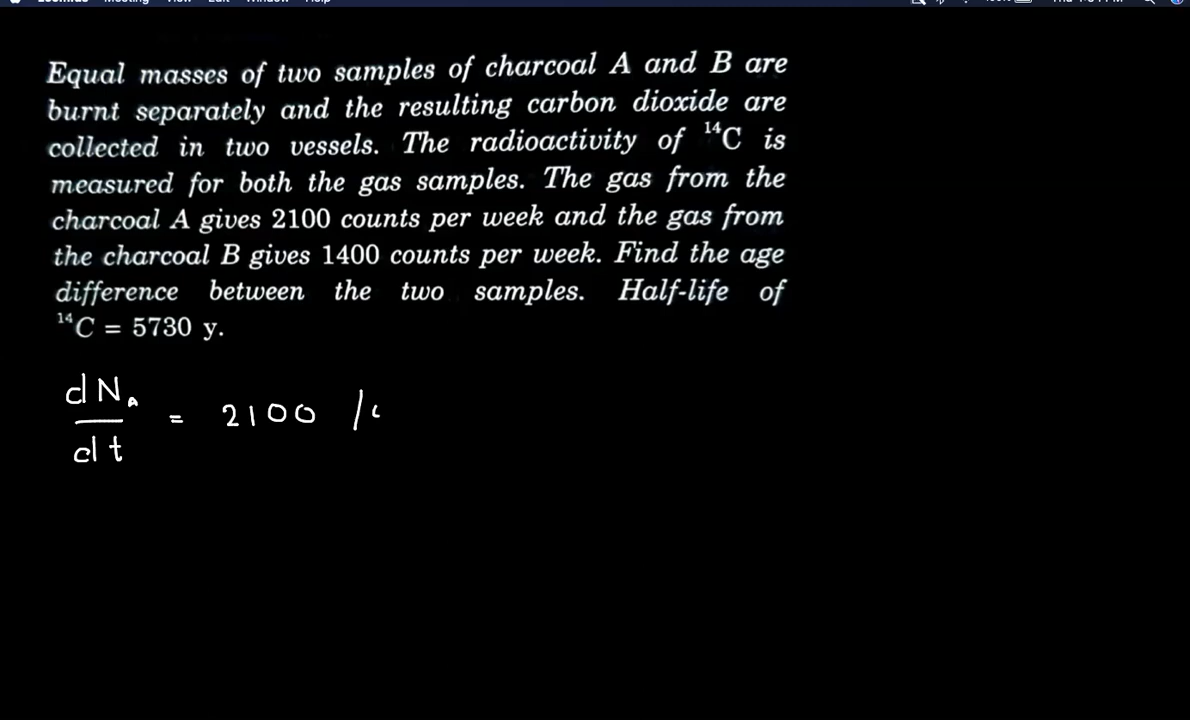 Equal masses of two samples of charcoal A and B are
burnt separately and the resulting carbon dioxide are
collected in two vessels. The radioactivity of ¹⁴C is
measured for both the gas samples. The gas from the
charcoal A gives 2100 counts per week and the gas from
the charcoal B gives 1400 counts per week. Find the age
difference between the two samples. Half-life of
¹⁴C = 5730 y.
dN_A
/dt = 2100 /